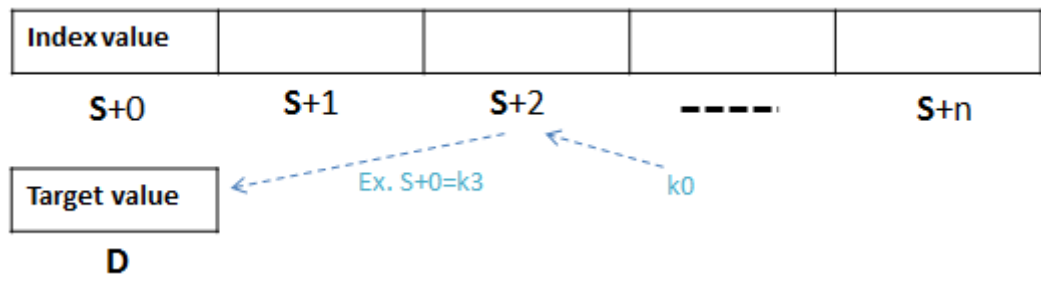 Index value
S+0 S+1 S+2 ----- S+n
Ex. S+0=k3 k0
Target value
D